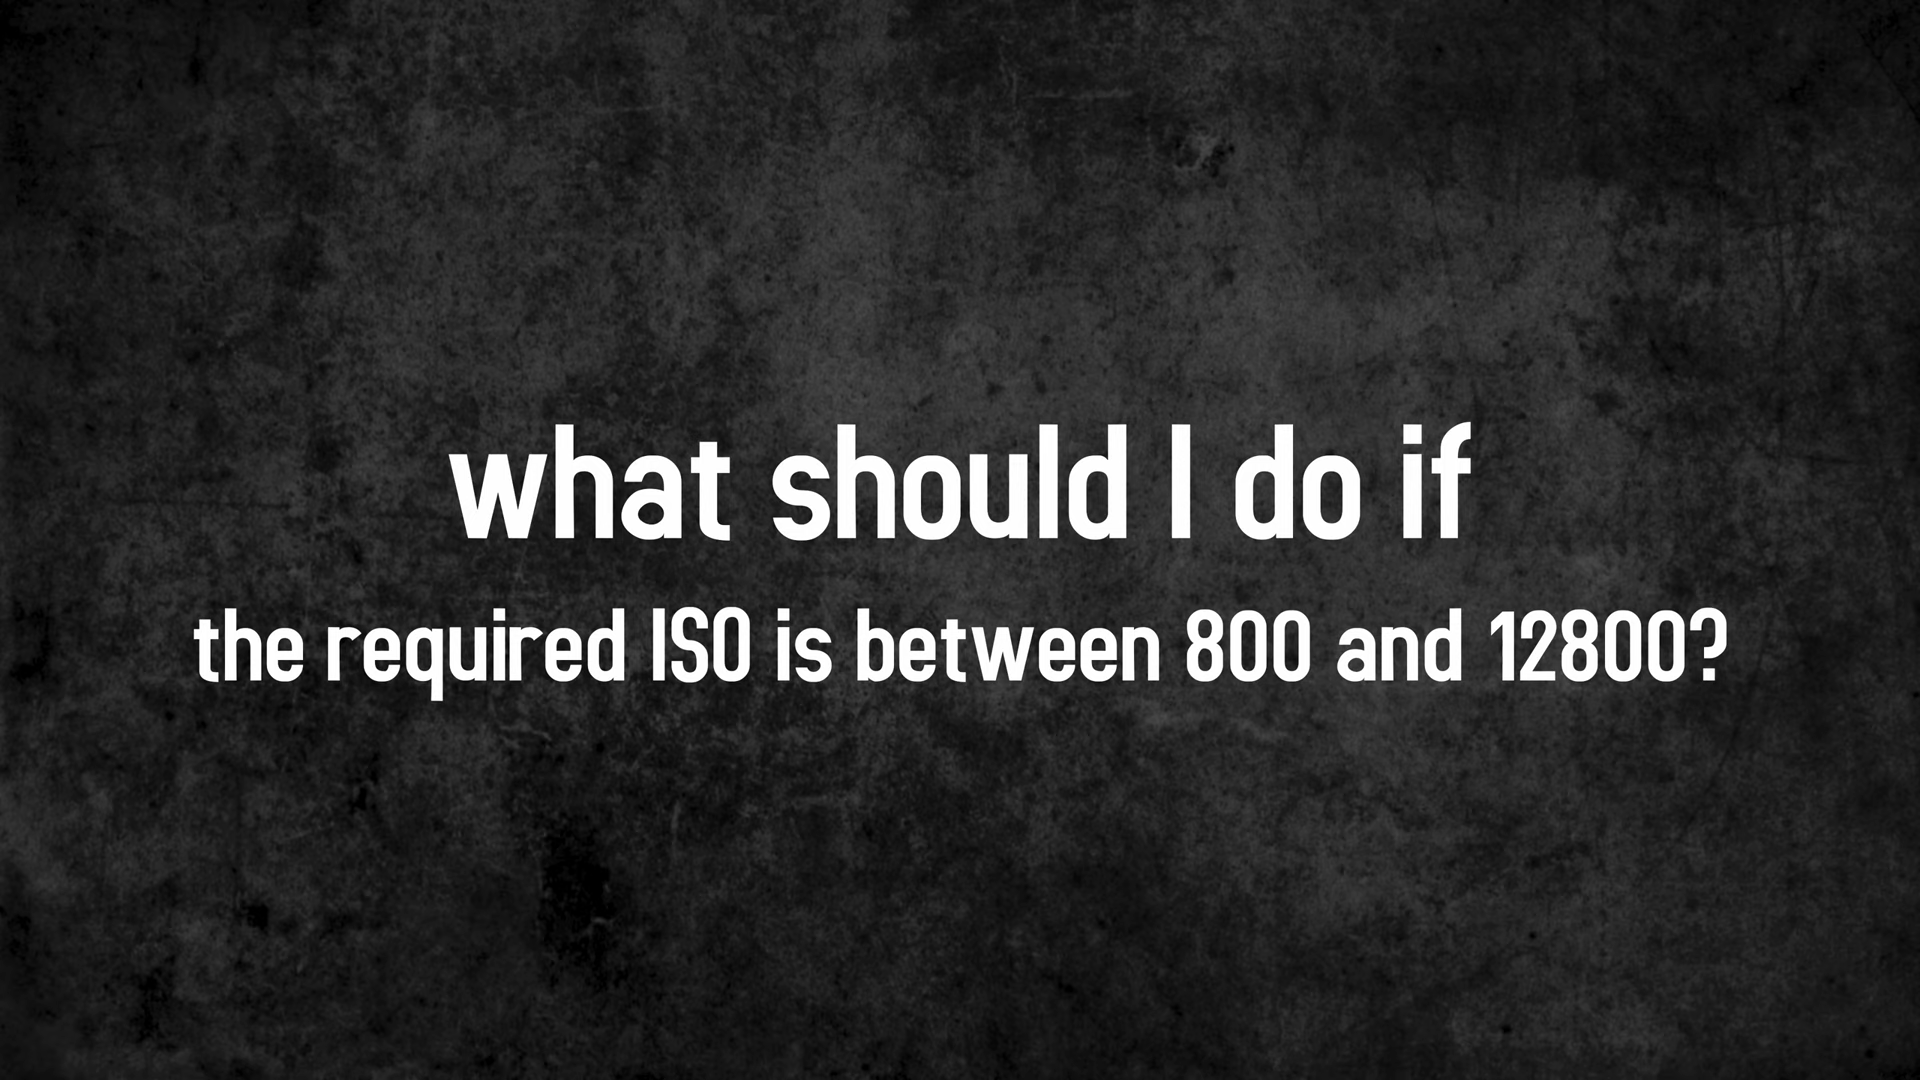 what should I do if
the required ISO is between 800 and 12800?